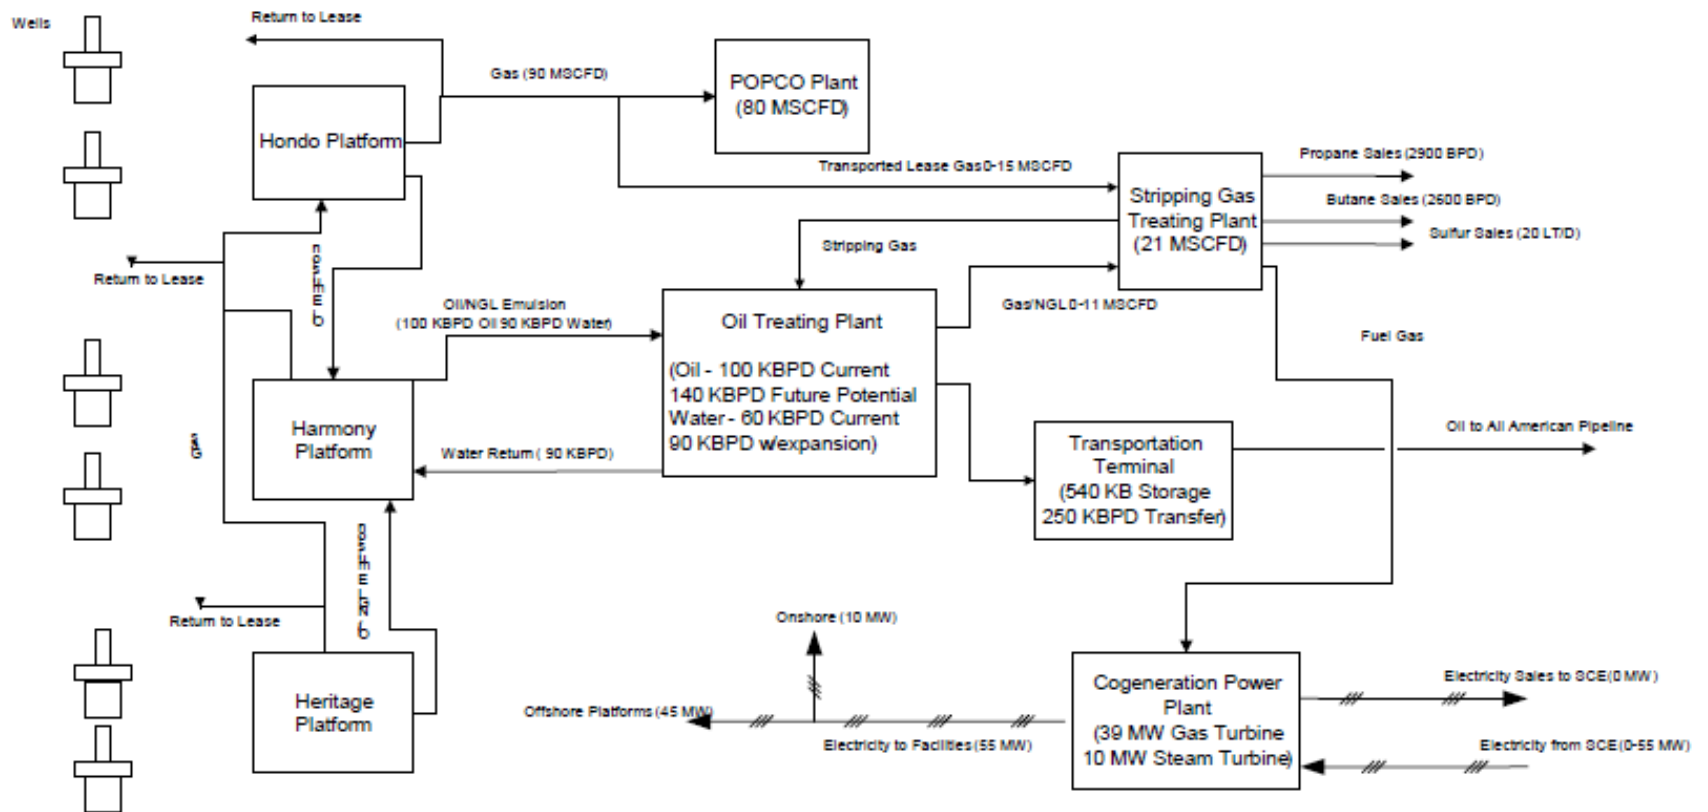 Wells
Return to Lease
Gas (90 MSCFD)
POPCO Plant
(80 MSCFD)
Hondo Platform
Transported Lease Gas 0-15 MSCFD
Propane Sales (2900 BPD)
Stripping Gas
Treating Plant
(21 MSCFD)
Butane Sales (2600 BPD)
Sulfur Sales (20 LT/D)
Stripping Gas
Return to Lease
Oil Emulsion
Oil/NGL Emulsion
(100 KBPD Oil 90 KBPD Water)
Gas/NGL 0-11 MSCFD
Oil Treating Plant
(Oil - 100 KBPD Current
140 KBPD Future Potential
Water - 60 KBPD Current
90 KBPD w/expansion)
Fuel Gas
Harmony
Platform
Gas
Water Return ( 90 KBPD)
Transportation
Terminal
(540 KB Storage
250 KBPD Transfer)
Oil to All American Pipeline
Oil/NGL Emulsion
Return to Lease
Onshore (10 MW)
Heritage
Platform
Offshore Platforms (45 MW)
Electricity to Facilities (55 MW)
Cogeneration Power
Plant
(39 MW Gas Turbine
10 MW Steam Turbine)
Electricity Sales to SCE(0 MW)
Electricity from SCE (0-55 MW)